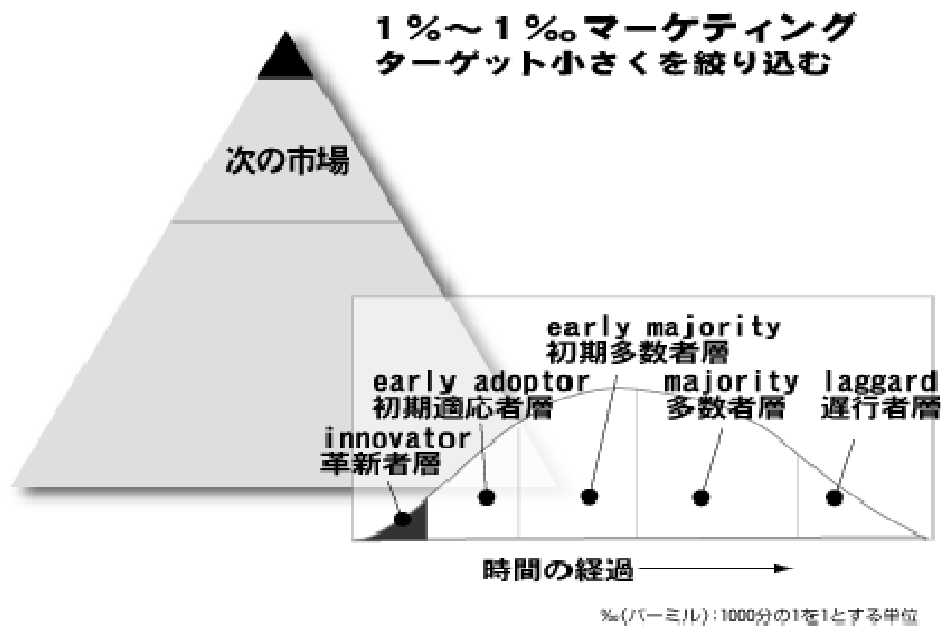 1%～1‰マーケティング
ターゲット小さくを絞り込む
次の市場
early majority
初期多数者層
early adoptor
初期適応者層
majority
多数者層
laggard
遅行者層
innovator
革新者層
時間の経過
‰(パーミル):1000分の1を1とする単位